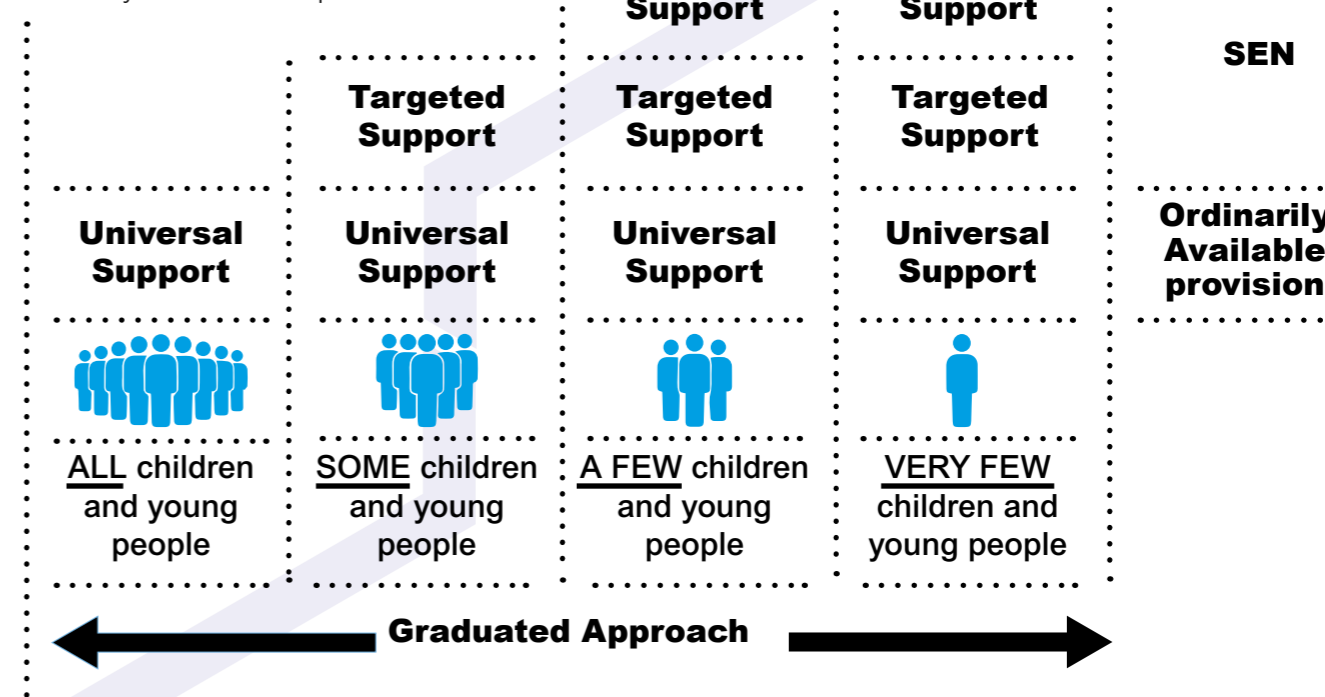 Support Support
SEN
Targeted Targeted Targeted
Support Support Support
Universal Universal Universal Universal
Support Support Support Support
Ordinarily
Available
provision
ALL children SOME children A FEW children VERY FEW
and young and young and young children and
people people people young people
Graduated Approach